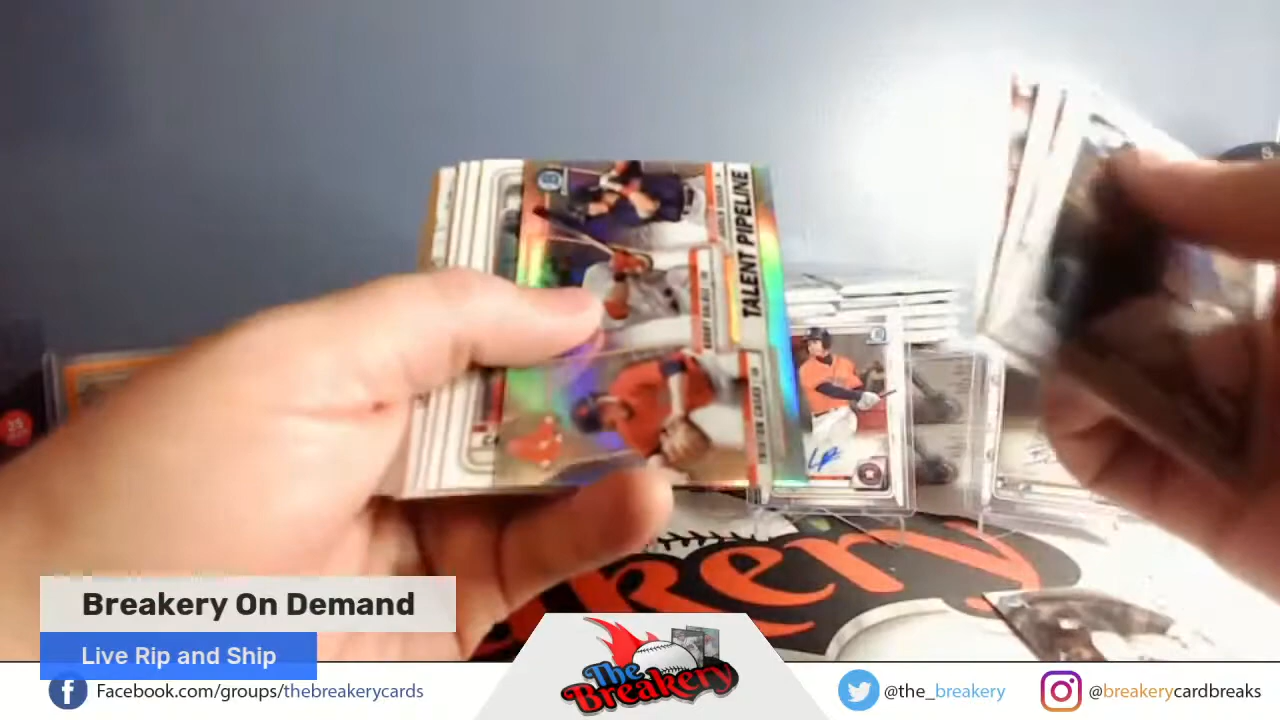 TALENT PIPELINE
Breakery On Demand
Live Rip and Ship
The
Breakery
Facebook.com/groups/thebreakerycards
@the_breakery
@breakerycardbreaks